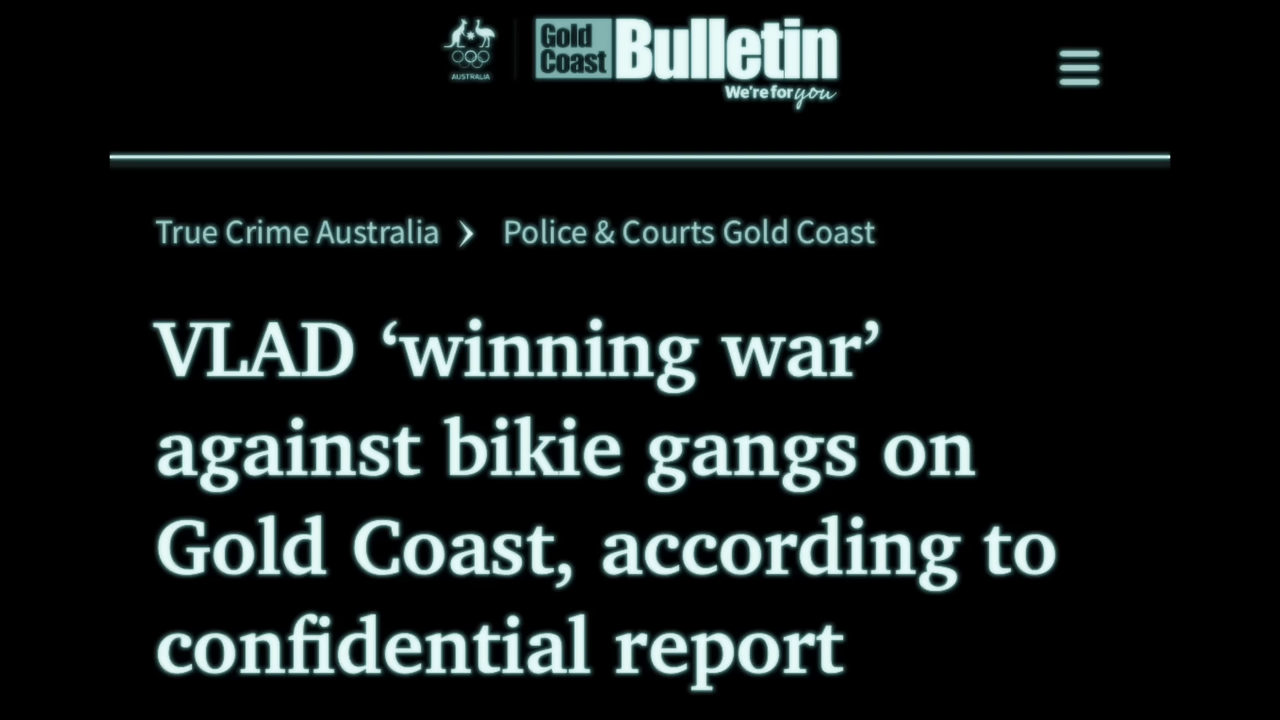 AUSTRALIA
Gold
Coast
Bulletin
We're for you
True Crime Australia > Police & Courts Gold Coast
VLAD ‘winning war’
against bikie gangs on
Gold Coast, according to
confidential report